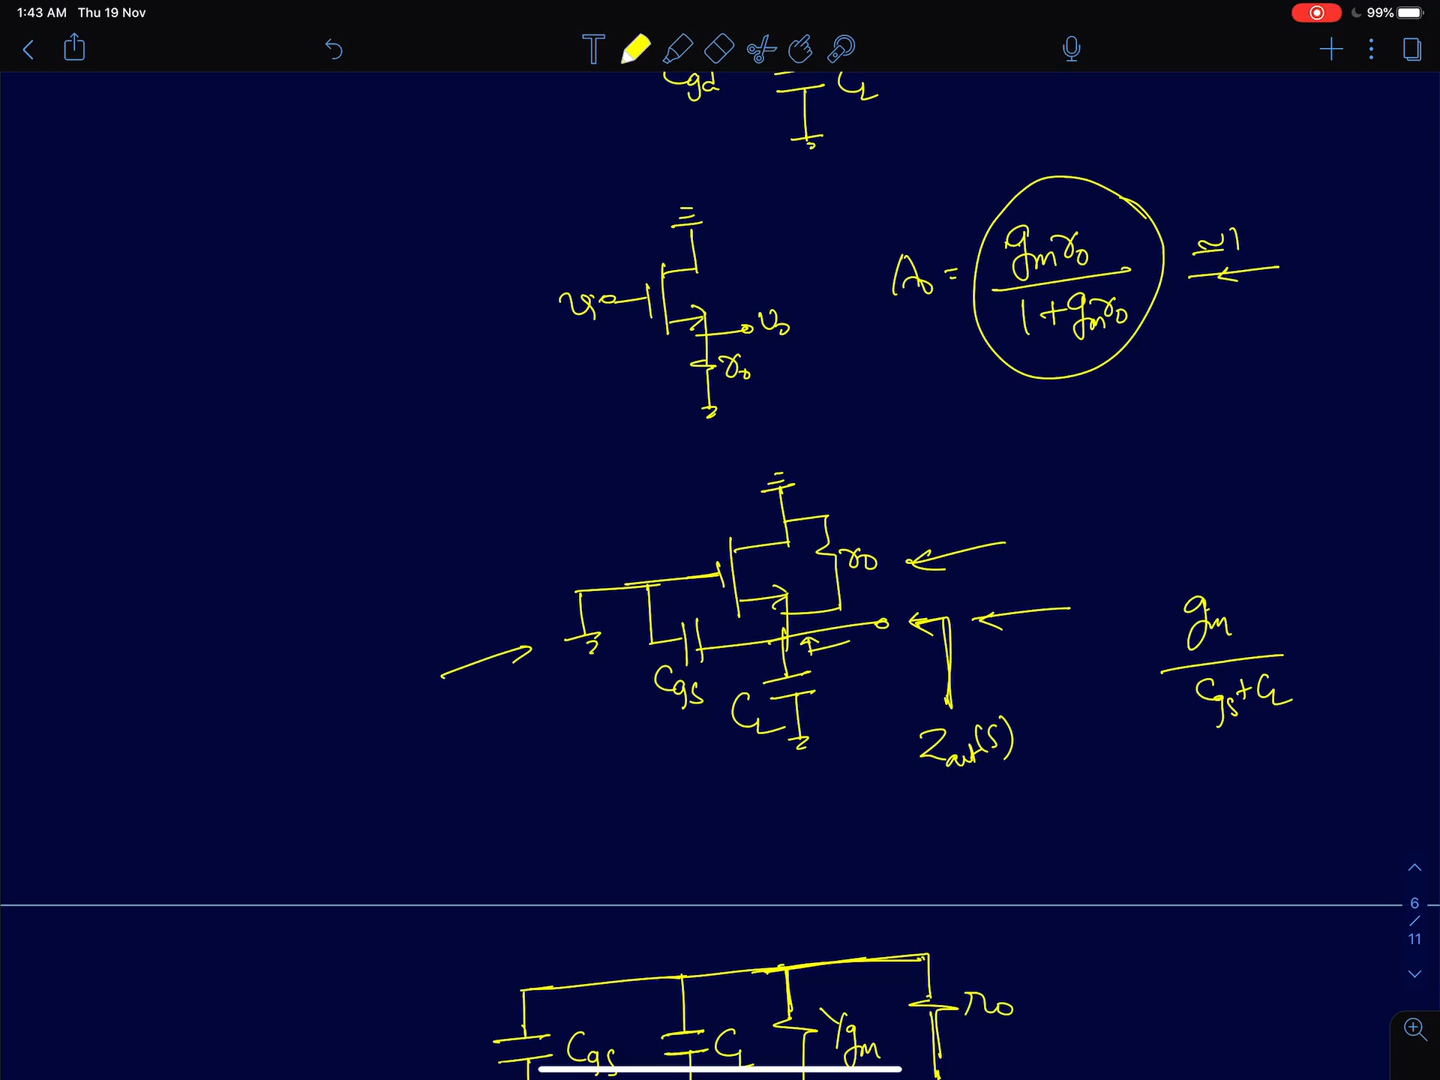 1:43 AM Thu 19 Nov
99%
Cgd CL
vi
vo
ro
Ao = gmro / 1+gmro ≃1
ro
Cgs
CL
Zout(s)
gm / Cgs+CL
6
/
11
Cgs CL 1/gm ro